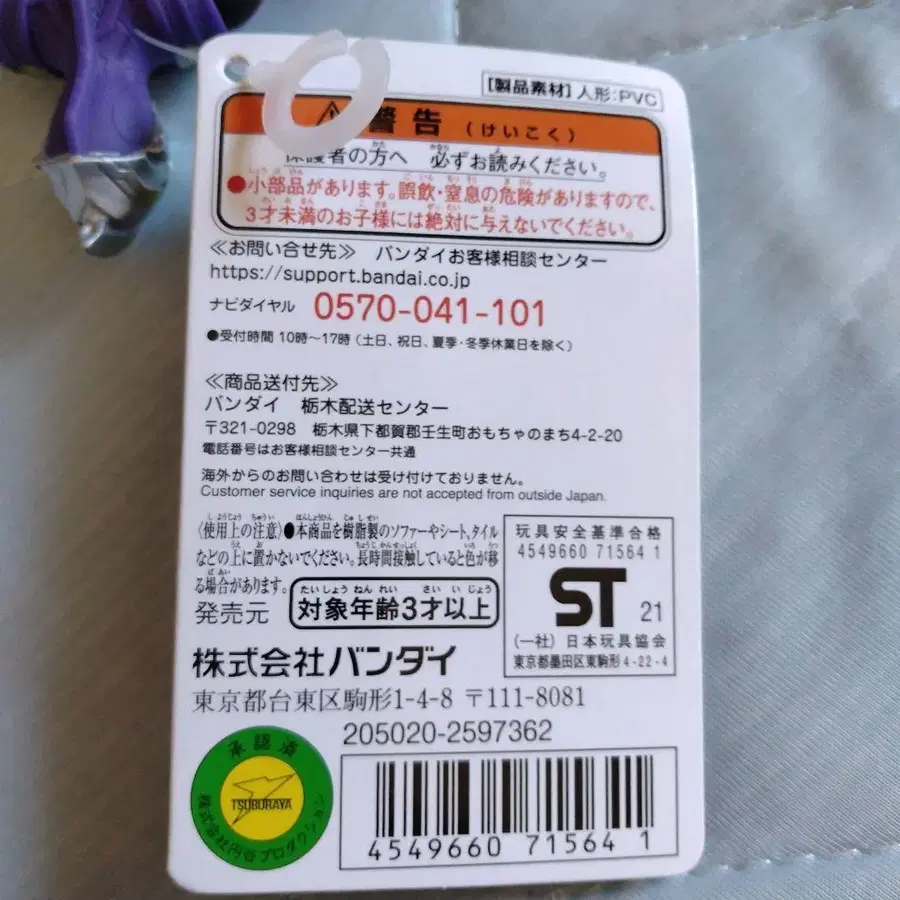 [製品素材]人形:PVC
警告 (けいこく)
保護者の方へ 必ずお読みください。
●小部品があります。誤飲・窒息の危険がありますので、
3才未満のお子様には絶対に与えないでください。
≪お問い合せ先≫ バンダイお客様相談センター
https://support.bandai.co.jp
ナビダイヤル 0570-041-101
●受付時間 10時～17時 (土日、祝日、夏季・冬季休業日を除く)
≪商品送付先≫
バンダイ 栃木配送センター
〒321-0298 栃木県下都賀郡壬生町おもちゃのまち4-2-20
電話番号はお客様相談センター共通
海外からのお問い合わせは受け付けておりません。
Customer service inquiries are not accepted from outside Japan.
〈使用上の注意〉●本商品を樹脂製のソファーやシート、タイル
などの上に置かないでください。長時間接触していると色が移
る場合があります。
発売元 対象年齢3才以上
株式会社バンダイ
東京都台東区駒形1-4-8 〒111-8081
205020-2597362
玩具安全基準合格
4549660 71564 1
ST 21
(一社) 日本玩具協会
東京都墨田区東駒形 4-22-4
承認済
TSUBURAYA
株式会社円谷プロダクション
4549660 71564 1